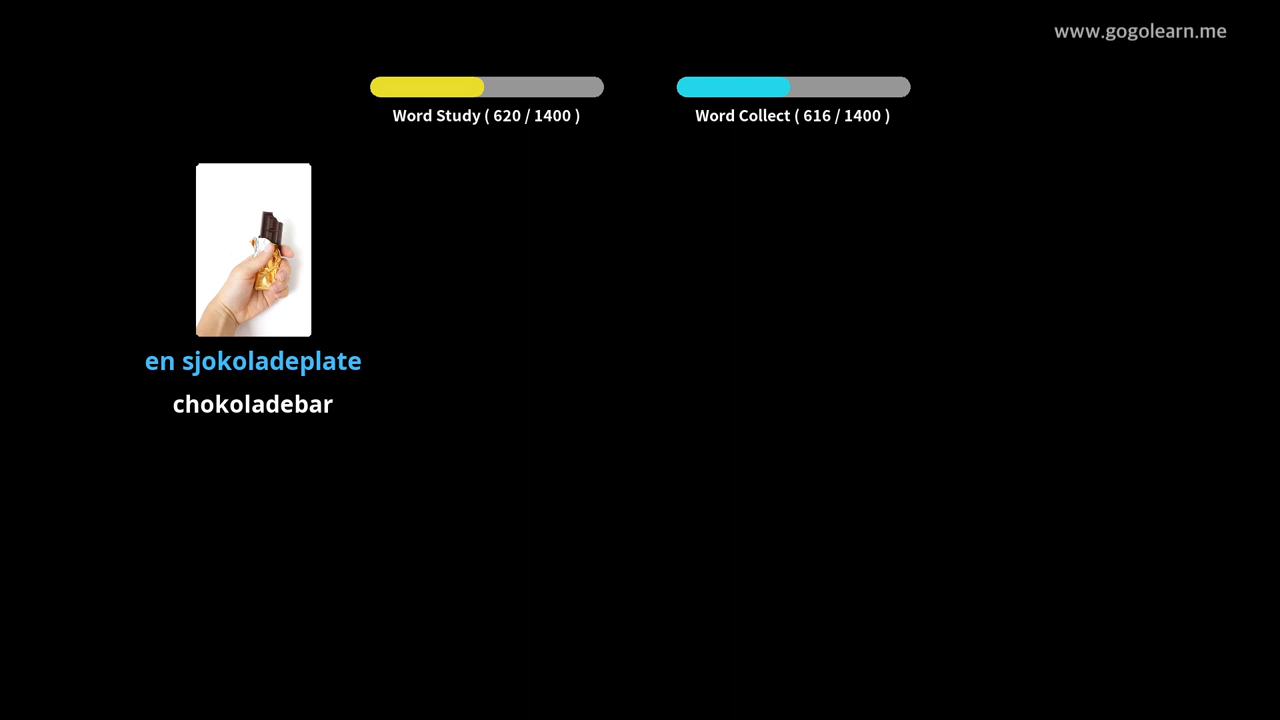 www.gogolearn.me
Word Study ( 620 / 1400 )
Word Collect ( 616 / 1400 )
en sjokoladeplate
chokoladebar